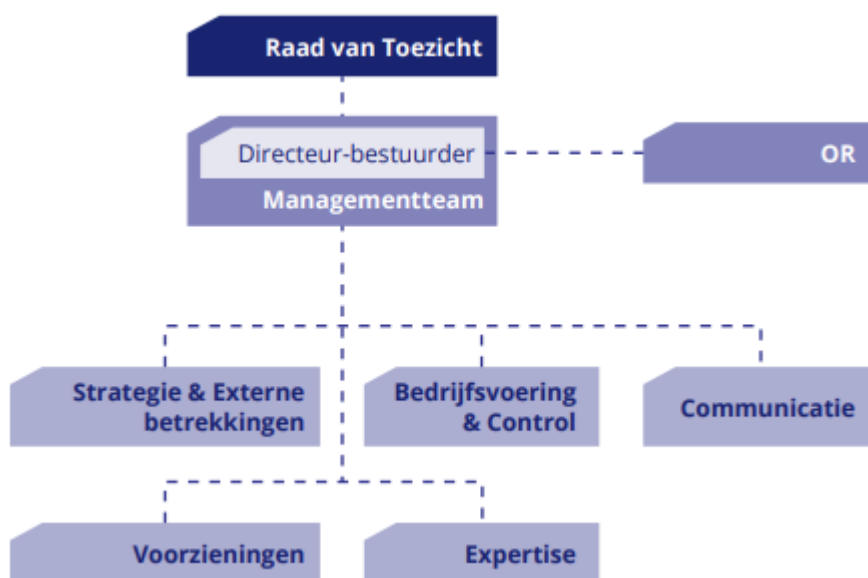 Raad van Toezicht
Directeur-bestuurder
OR
Managementteam
Strategie & Externe
betrekkingen
Bedrijfsvoering
& Control
Communicatie
Voorzieningen
Expertise